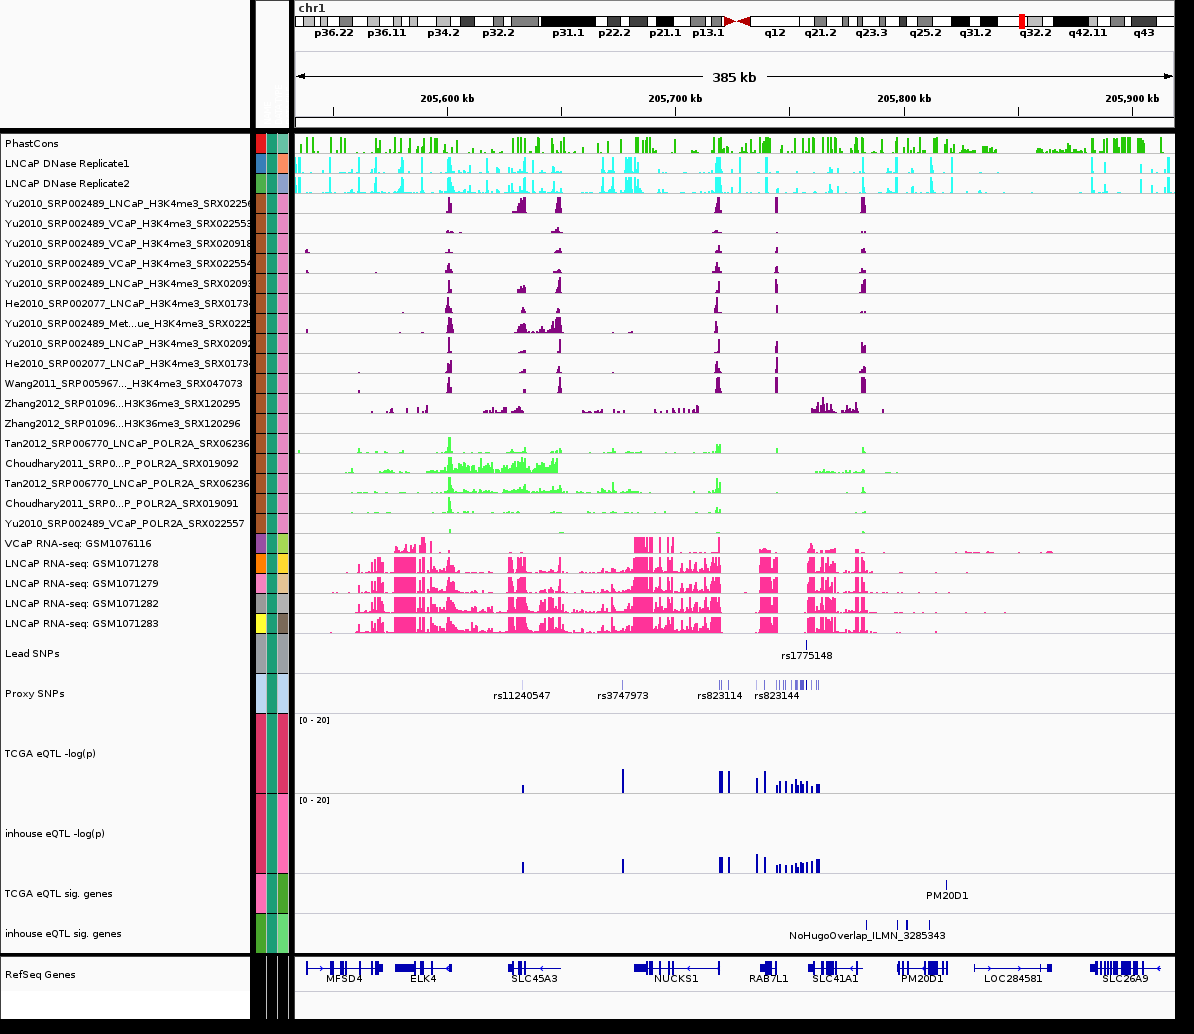 chr1
p36.22 p36.11 p34.2 p32.2 p31.1 p22.2 p21.1 p13.1 q12 q21.2 q23.3 q25.2 q31.2 q32.2 q42.11 q43
385 kb
205,600 kb 205,700 kb 205,800 kb 205,900 kb
PhastCons
LNCaP DNase Replicate1
LNCaP DNase Replicate2
Yu2010_SRP002489_LNCaP_H3K4me3_SRX02250
Yu2010_SRP002489_VCaP_H3K4me3_SRX022553
Yu2010_SRP002489_VCaP_H3K4me3_SRX020918
Yu2010_SRP002489_VCaP_H3K4me3_SRX022554
Yu2010_SRP002489_LNCaP_H3K4me3_SRX02093
He2010_SRP002077_LNCaP_H3K4me3_SRX01734
Yu2010_SRP002489_Met...ue_H3K4me3_SRX0225
Yu2010_SRP002489_LNCaP_H3K4me3_SRX02092
He2010_SRP002077_LNCaP_H3K4me3_SRX01734
Wang2011_SRP005967..._H3K4me3_SRX047073
Zhang2012_SRP01096...H3K36me3_SRX120295
Zhang2012_SRP01096...H3K36me3_SRX120296
Tan2012_SRP006770_LNCaP_POLR2A_SRX06236
Choudhary2011_SRP0...P_POLR2A_SRX019092
Tan2012_SRP006770_LNCaP_POLR2A_SRX06236
Choudhary2011_SRP0...P_POLR2A_SRX019091
Yu2010_SRP002489_VCaP_POLR2A_SRX022557
VCaP RNA-seq: GSM1076116
LNCaP RNA-seq: GSM1071278
LNCaP RNA-seq: GSM1071279
LNCaP RNA-seq: GSM1071282
LNCaP RNA-seq: GSM1071283
Lead SNPs
rs1775148
Proxy SNPs
rs11240547 rs3747973 rs823114 rs823144
[0 - 20]
TCGA eQTL -log(p)
[0 - 20]
inhouse eQTL -log(p)
TCGA eQTL sig. genes
PM20D1
inhouse eQTL sig. genes
NoHugoOverlap_ILMN_3285343
RefSeq Genes
MFSD4 ELK4 SLC45A3 NUCKS1 RAB7L1 SLC41A1 PM20D1 LOC284581 SLC26A9